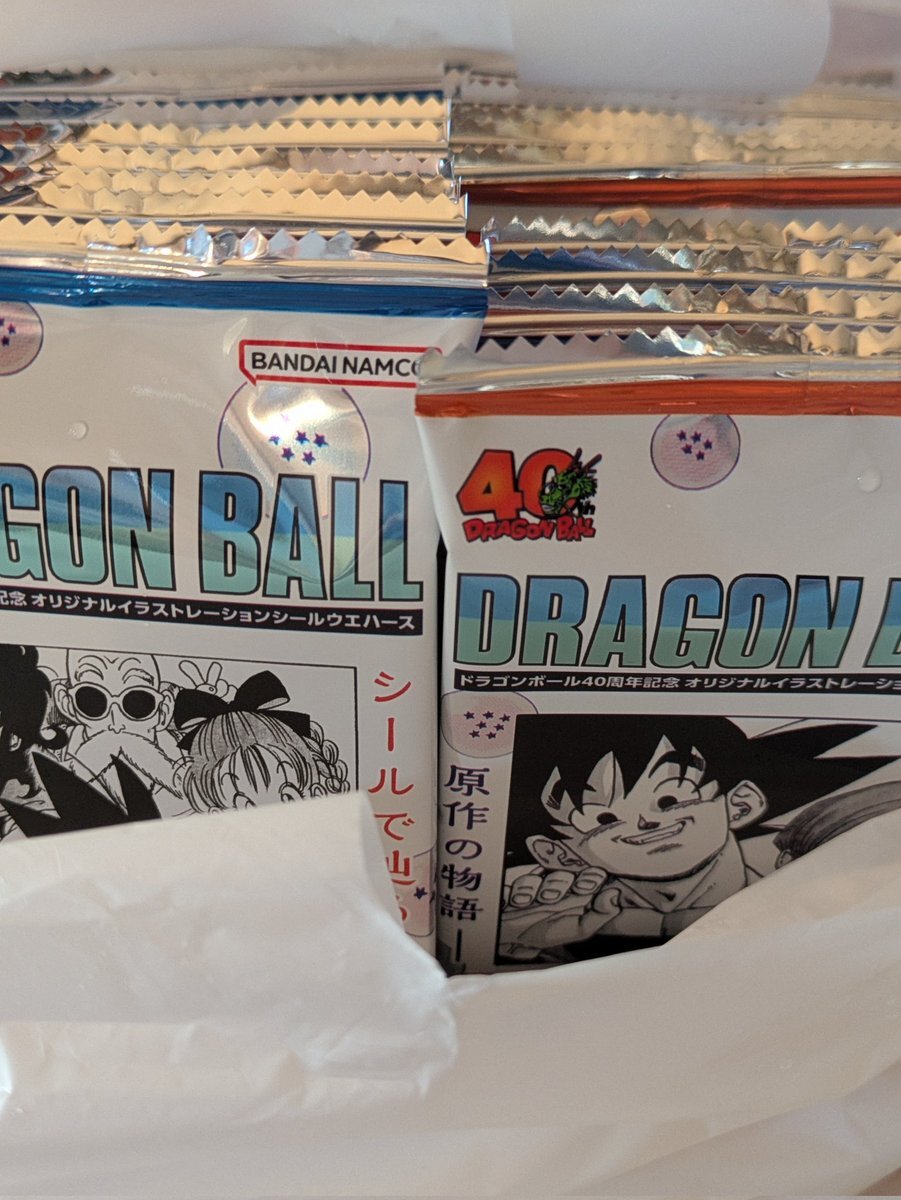 BANDAI NAMCO
GON BALL
記念 オリジナルイラストレーションシールウエハース
シールで
40th
DRAGON BALL
DRAGON
ドラゴンボール40周年記念 オリジナルイラストレーショ
原作の物語